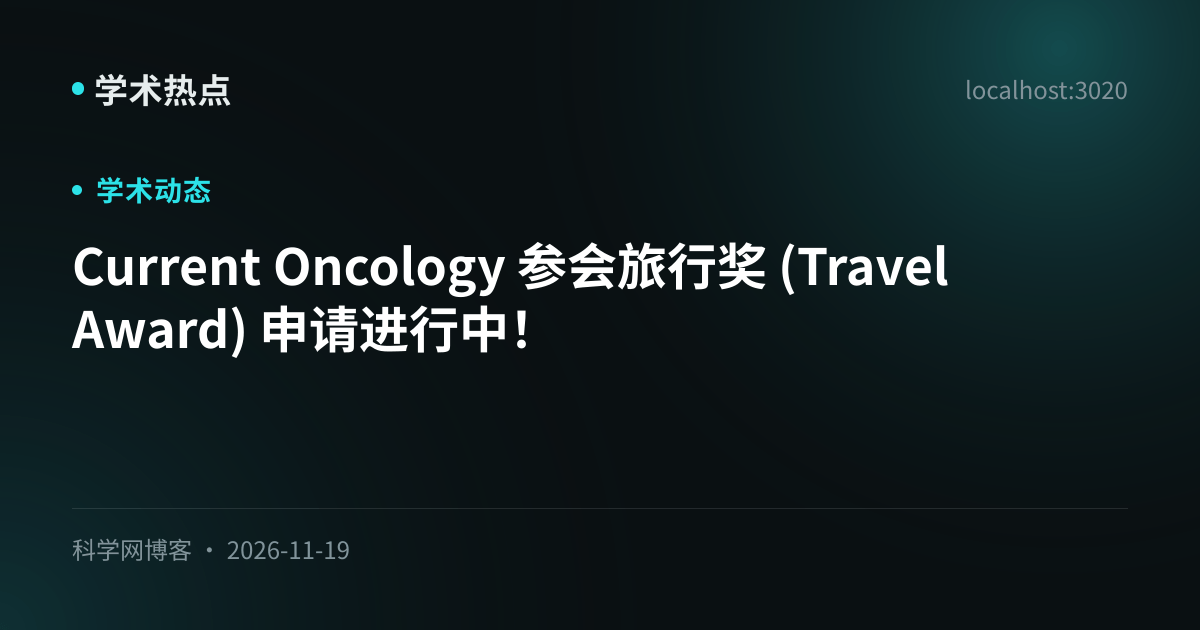 学术热点
localhost:3020
学术动态
Current Oncology 参会旅行奖 (Travel
Award) 申请进行中！
科学网博客 · 2026-11-19